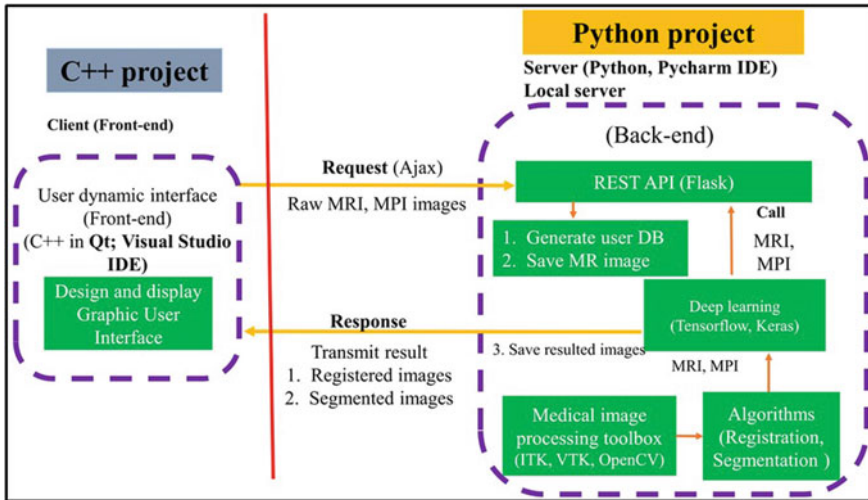 C++ project
Client (Front-end)
User dynamic interface
(Front-end)
(C++ in Qt; Visual Studio
IDE)
Design and display
Graphic User
Interface
Request (Ajax)
Raw MRI, MPI images
Response
Transmit result
1. Registered images
2. Segmented images
Python project
Server (Python, Pycharm IDE)
Local server
(Back-end)
REST API (Flask)
1. Generate user DB
2. Save MR image
Call
MRI,
MPI
Deep learning
(Tensorflow, Keras)
3. Save resulted images
MRI, MPI
Medical image
processing toolbox
(ITK, VTK, OpenCV)
Algorithms
(Registration,
Segmentation )